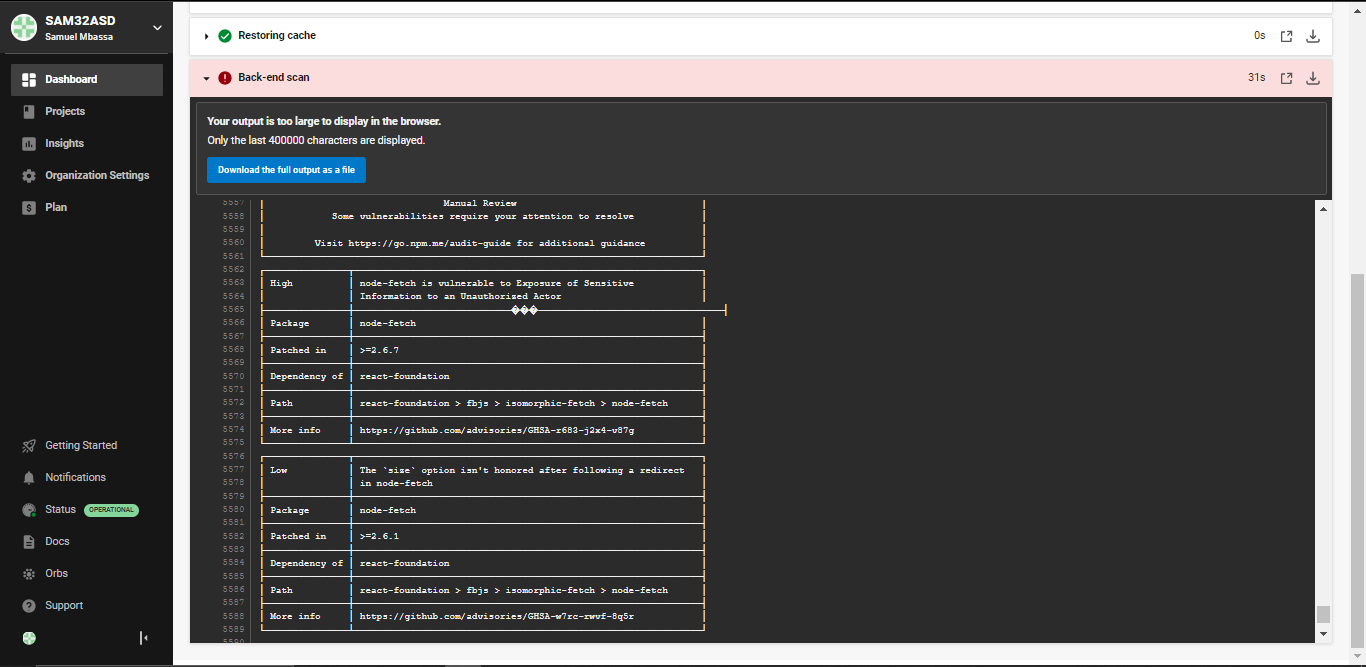 SAM32ASD
Samuel Mbassa
Dashboard
Projects
Insights
Organization Settings
Plan
Getting Started
Notifications
Status OPERATIONAL
Docs
Orbs
Support
Restoring cache 0s
Back-end scan 31s
Your output is too large to display in the browser.
Only the last 400000 characters are displayed.
Download the full output as a file
5557 Manual Review
5558 Some vulnerabilities require your attention to resolve
5559
5560 Visit https://go.npm.me/audit-guide for additional guidance
5561
5562
5563 High node-fetch is vulnerable to Exposure of Sensitive
5564 Information to an Unauthorized Actor
5565 ���
5566 Package node-fetch
5567
5568 Patched in >=2.6.7
5569
5570 Dependency of react-foundation
5571
5572 Path react-foundation > fbjs > isomorphic-fetch > node-fetch
5573
5574 More info https://github.com/advisories/GHSA-r683-j2x4-v87g
5575
5576
5577 Low The `size` option isn't honored after following a redirect
5578 in node-fetch
5579
5580 Package node-fetch
5581
5582 Patched in >=2.6.1
5583
5584 Dependency of react-foundation
5585
5586 Path react-foundation > fbjs > isomorphic-fetch > node-fetch
5587
5588 More info https://github.com/advisories/GHSA-w7rc-rwvf-8q5r
5589
5590